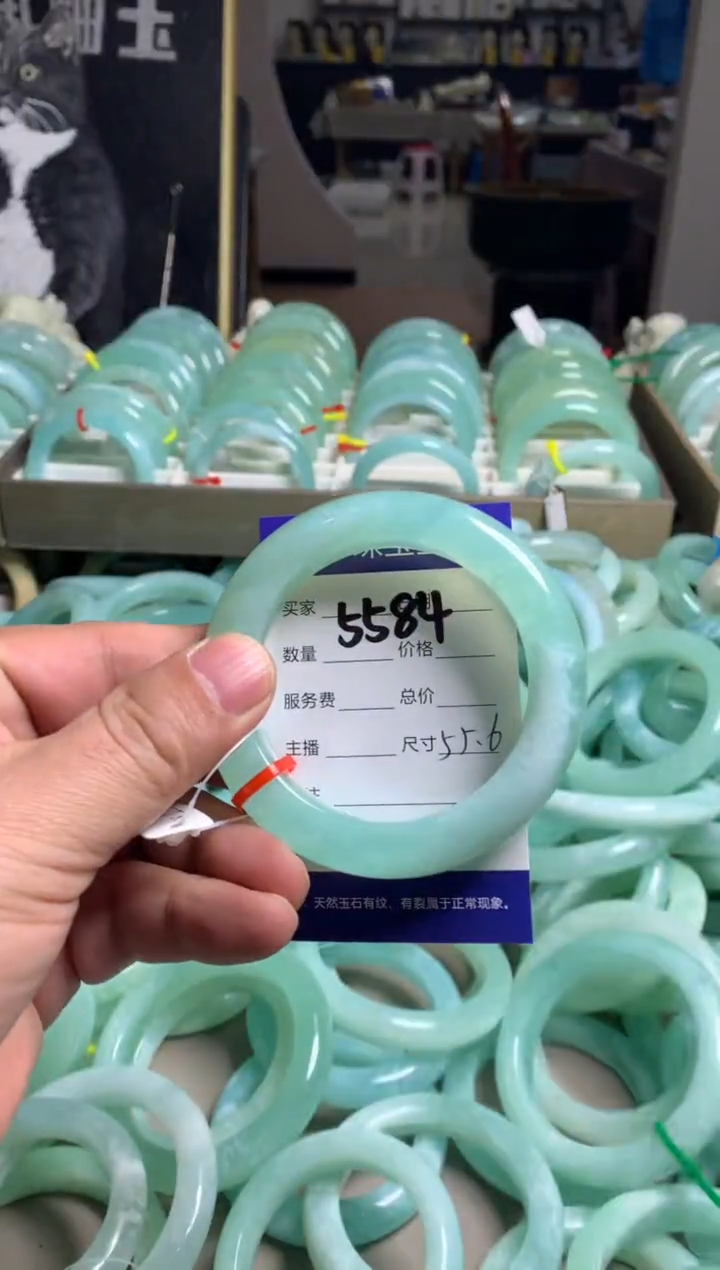 细玉
买家 5584
数量 价格
服务费 总价
主播 尺寸 55.6
天然玉石有纹、有裂属于正常现象。